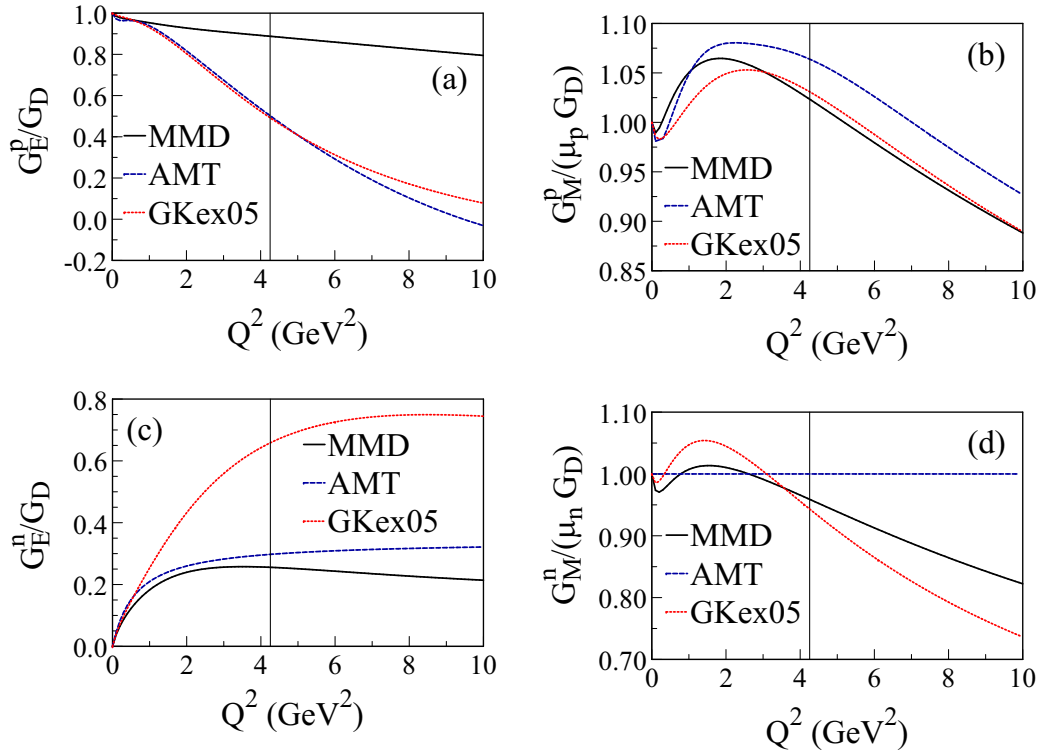 1.0
0.8
0.6
0.4
0.2
0.0
-0.2
G_E^p/G_D
(a)
MMD
AMT
GKex05
0 2 4 6 8 10
Q^2 (GeV^2)
1.10
1.05
1.00
0.95
0.90
0.85
G_M^p/(μ_p G_D)
(b)
MMD
AMT
GKex05
0 2 4 6 8 10
Q^2 (GeV^2)
0.8
0.6
0.4
0.2
0.0
G_E^n/G_D
(c)
MMD
AMT
GKex05
0 2 4 6 8 10
Q^2 (GeV^2)
1.10
1.00
0.90
0.80
0.70
G_M^n/(μ_n G_D)
(d)
MMD
AMT
GKex05
0 2 4 6 8 10
Q^2 (GeV^2)